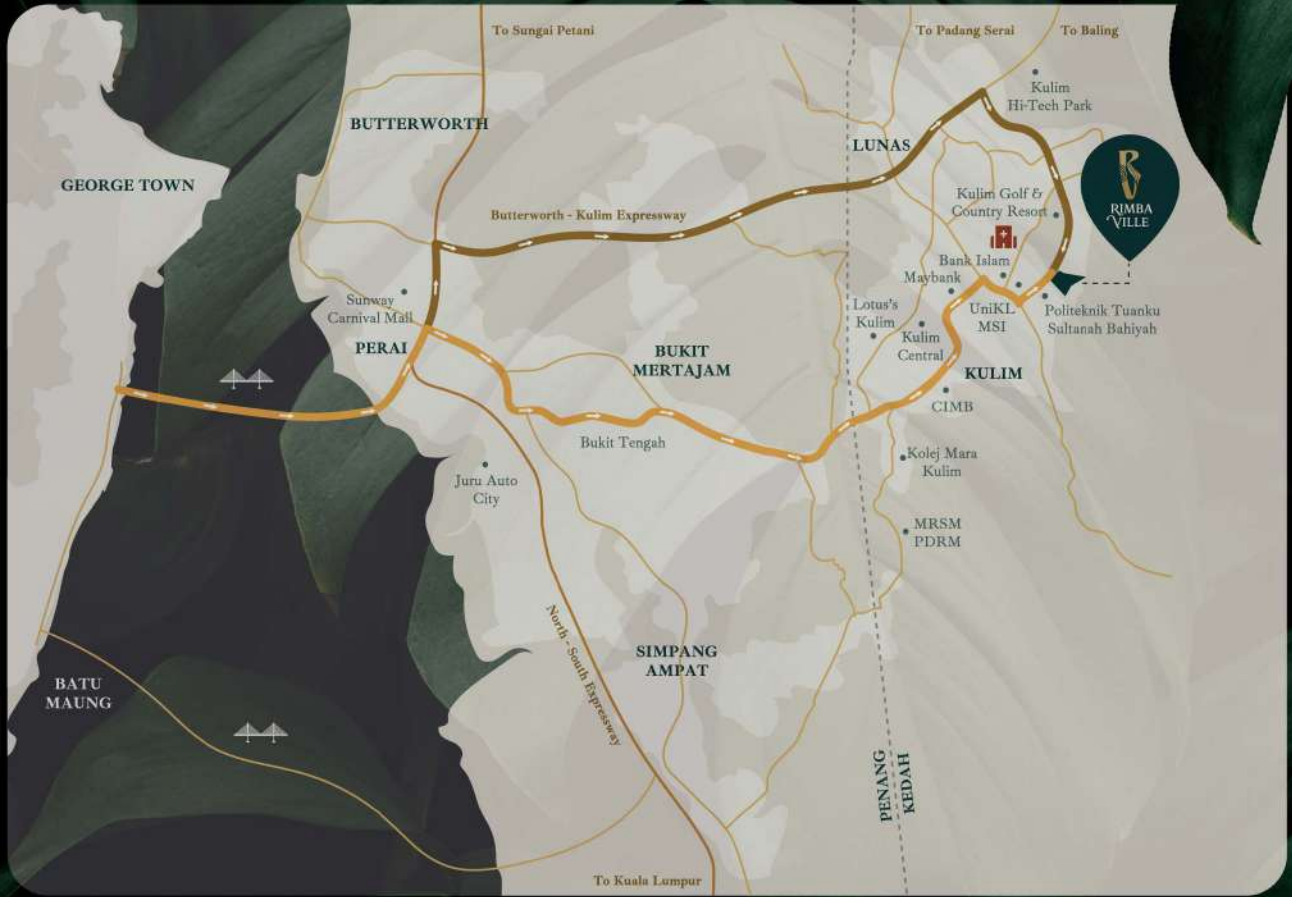 To Sungai Petani
To Padang Serai
To Baling
Kulim
Hi-Tech Park
BUTTERWORTH
LUNAS
GEORGE TOWN
RIMBA
VILLE
Kulim Golf &
Country Resort
Butterworth - Kulim Expressway
Bank Islam
Maybank
Sunway
Carnival Mall
Lotus's
Kulim
UniKL
MSI
Politeknik Tuanku
Sultanah Bahiyah
Kulim
Central
PERAI
BUKIT
MERTAJAM
KULIM
CIMB
Bukit Tengah
Kolej Mara
Kulim
Juru Auto
City
MRSM
PDRM
North - South Expressway
SIMPANG
AMPAT
BATU
MAUNG
PENANG
KEDAH
To Kuala Lumpur